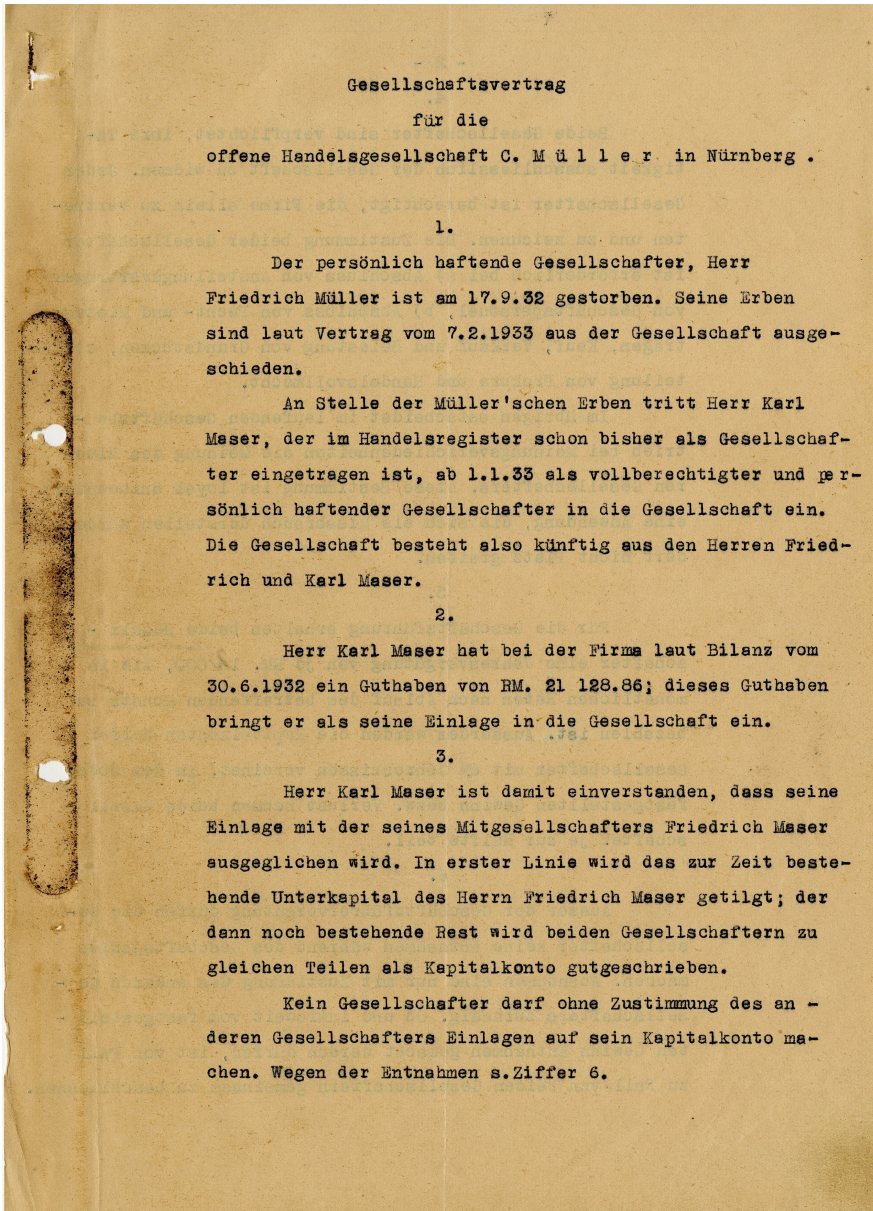 Gesellschaftsvertrag
für die
offene Handelsgesellschaft C. M ü l l e r in Nürnberg .
1.
Der persönlich haftende Gesellschafter, Herr
Friedrich Müller ist am 17.9.32 gestorben. Seine Erben
sind laut Vertrag vom 7.2.1933 aus der Gesellschaft ausge-
schieden.
An Stelle der Müller'schen Erben tritt Herr Karl
Maser, der im Handelsregister schon bisher als Gesellschaf-
ter eingetragen ist, ab 1.1.33 als vollberechtigter und per-
sönlich haftender Gesellschafter in die Gesellschaft ein.
Die Gesellschaft besteht also künftig aus den Herren Fried-
rich und Karl Maser.
2.
Herr Karl Maser hat bei der Firma laut Bilanz vom
30.6.1932 ein Guthaben von RM. 21 128.86; dieses Guthaben
bringt er als seine Einlage in die Gesellschaft ein.
3.
Herr Karl Maser ist damit einverstanden, dass seine
Einlage mit der seines Mitgesellschafters Friedrich Maser
ausgeglichen wird. In erster Linie wird das zur Zeit beste-
hende Unterkapital des Herrn Friedrich Maser getilgt; der
dann noch bestehende Rest wird beiden Gesellschaftern zu
gleichen Teilen als Kapitalkonto gutgeschrieben.
Kein Gesellschafter darf ohne Zustimmung des an -
deren Gesellschafters Einlagen auf sein Kapitalkonto ma-
chen. Wegen der Entnahmen s.Ziffer 6.